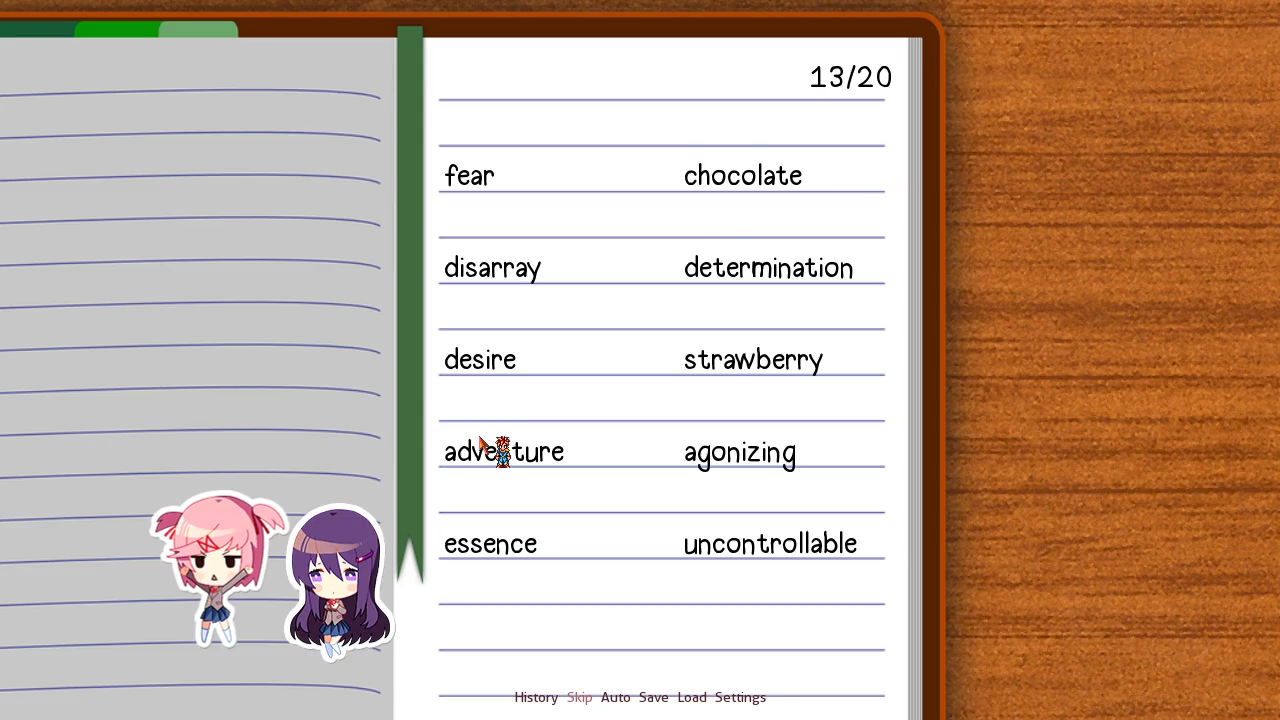 13/20
fear chocolate
disarray determination
desire strawberry
adventure agonizing
essence uncontrollable
History Skip Auto Save Load Settings